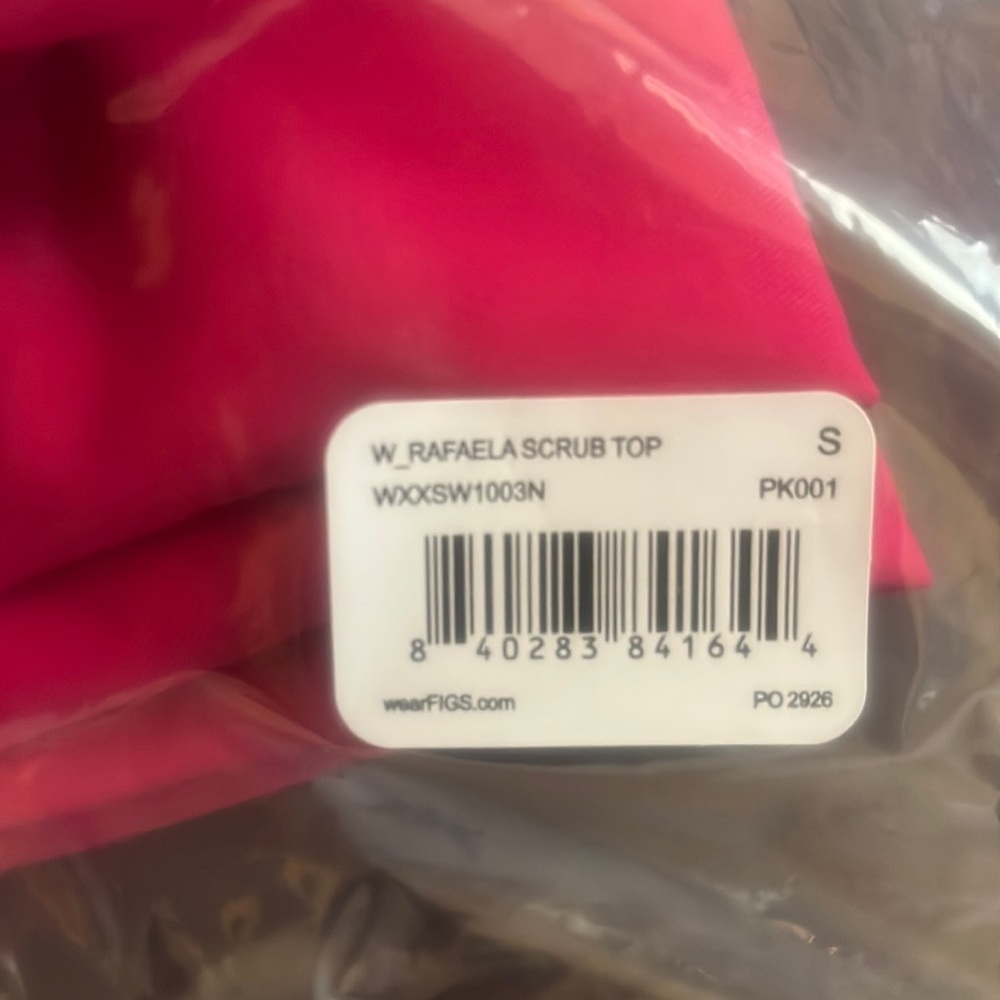 W_RAFAELA SCRUB TOP S
WXXSW1003N PK001
8 40283 84164 4
wearFIGS.com PO 2926